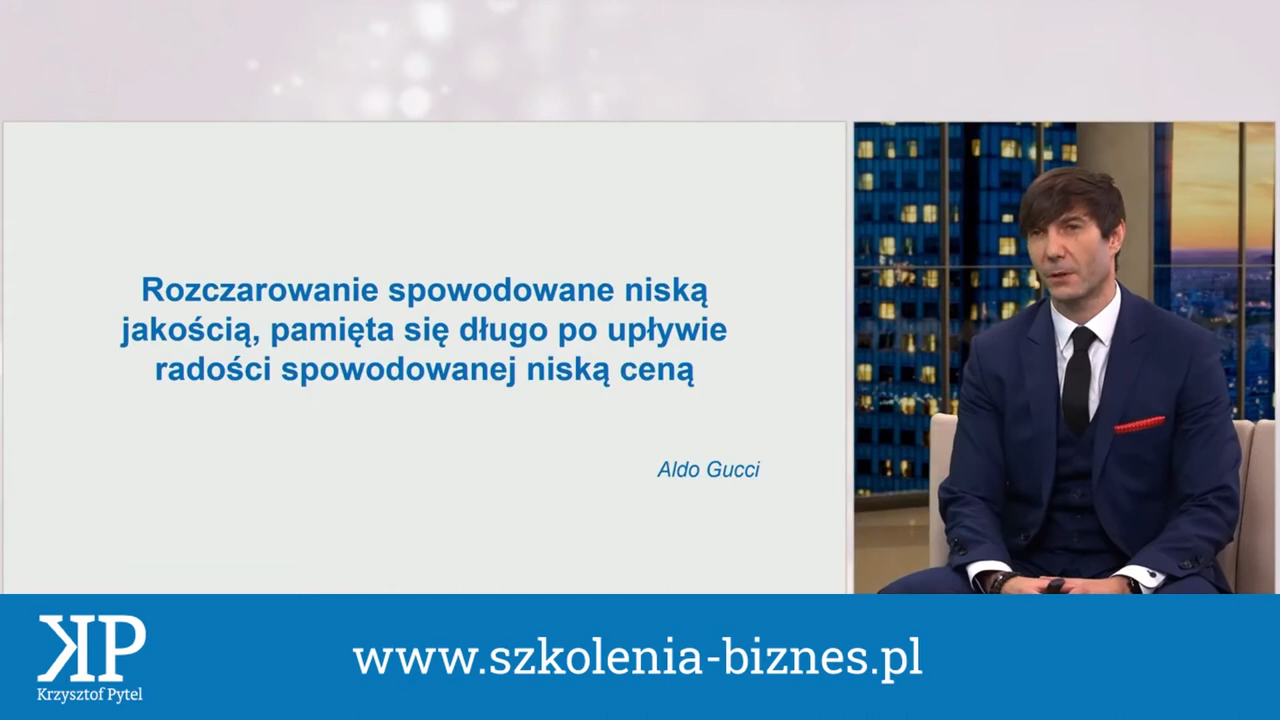 Rozczarowanie spowodowane niską
jakością, pamięta się długo po upływie
radości spowodowanej niską ceną
Aldo Gucci
KP
Krzysztof Pytel
www.szkolenia-biznes.pl